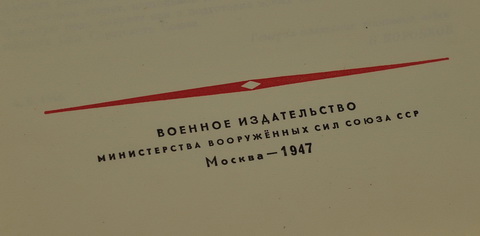 ВОЕННОЕ ИЗДАТЕЛЬСТВО
МИНИСТЕРСТВА ВООРУЖЁННЫХ СИЛ СОЮЗА ССР
Москва — 1947